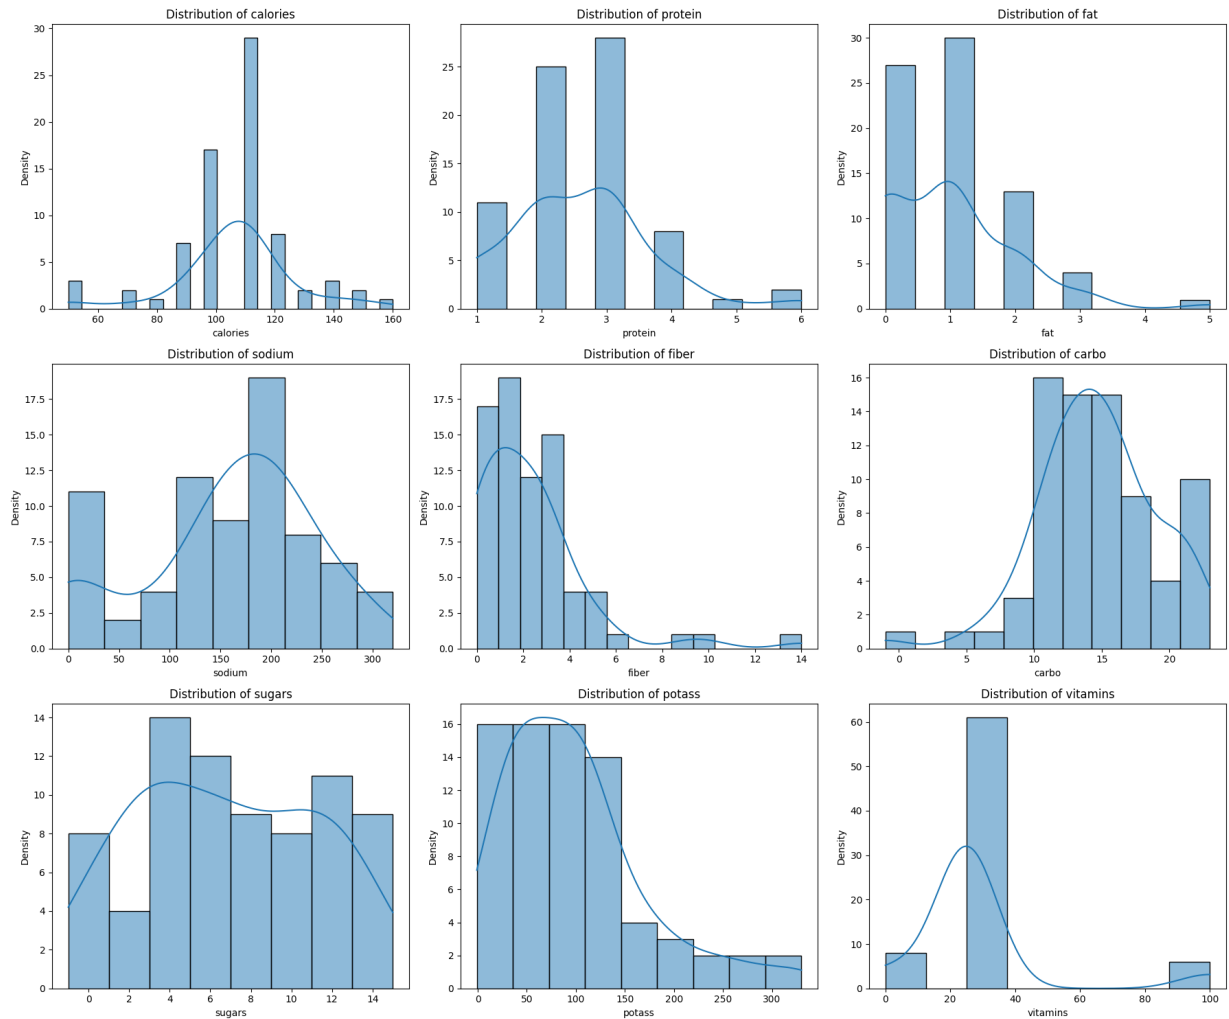 Distribution of calories
Density
30
25
20
15
10
5
0
60 80 100 120 140 160
calories
Distribution of protein
Density
25
20
15
10
5
0
1 2 3 4 5 6
protein
Distribution of fat
Density
30
25
20
15
10
5
0
0 1 2 3 4 5
fat
Distribution of sodium
Density
17.5
15.0
12.5
10.0
7.5
5.0
2.5
0.0
0 50 100 150 200 250 300
sodium
Distribution of fiber
Density
17.5
15.0
12.5
10.0
7.5
5.0
2.5
0.0
0 2 4 6 8 10 12 14
fiber
Distribution of carbo
Density
16
14
12
10
8
6
4
2
0
0 5 10 15 20
carbo
Distribution of sugars
Density
14
12
10
8
6
4
2
0
0 2 4 6 8 10 12 14
sugars
Distribution of potass
Density
16
14
12
10
8
6
4
2
0
0 50 100 150 200 250 300
potass
Distribution of vitamins
Density
60
50
40
30
20
10
0
0 20 40 60 80 100
vitamins